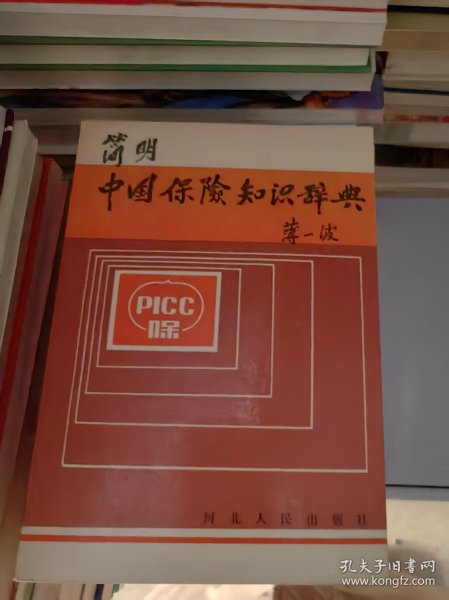 简明
中国保險知识辞典
薄一波
PICC
保
河北人民出版社
孔夫子旧书网
www.kongfz.com